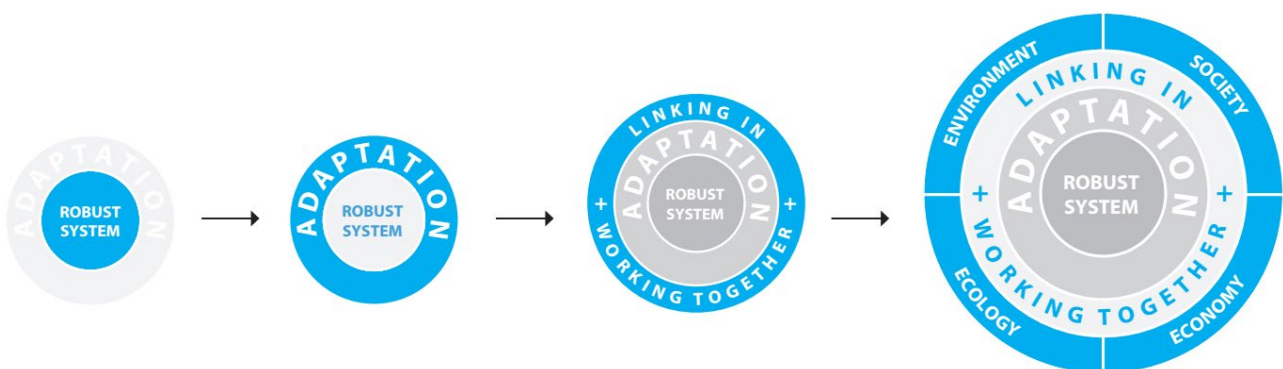 ADAPTATION
ROBUST
SYSTEM
ADAPTATION
ROBUST
SYSTEM
LINKING IN
ADAPTATION
ROBUST
SYSTEM
+ +
WORKING TOGETHER
ENVIRONMENT
SOCIETY
LINKING IN
ADAPTATION
ROBUST
SYSTEM
+ +
WORKING TOGETHER
ECOLOGY
ECONOMY